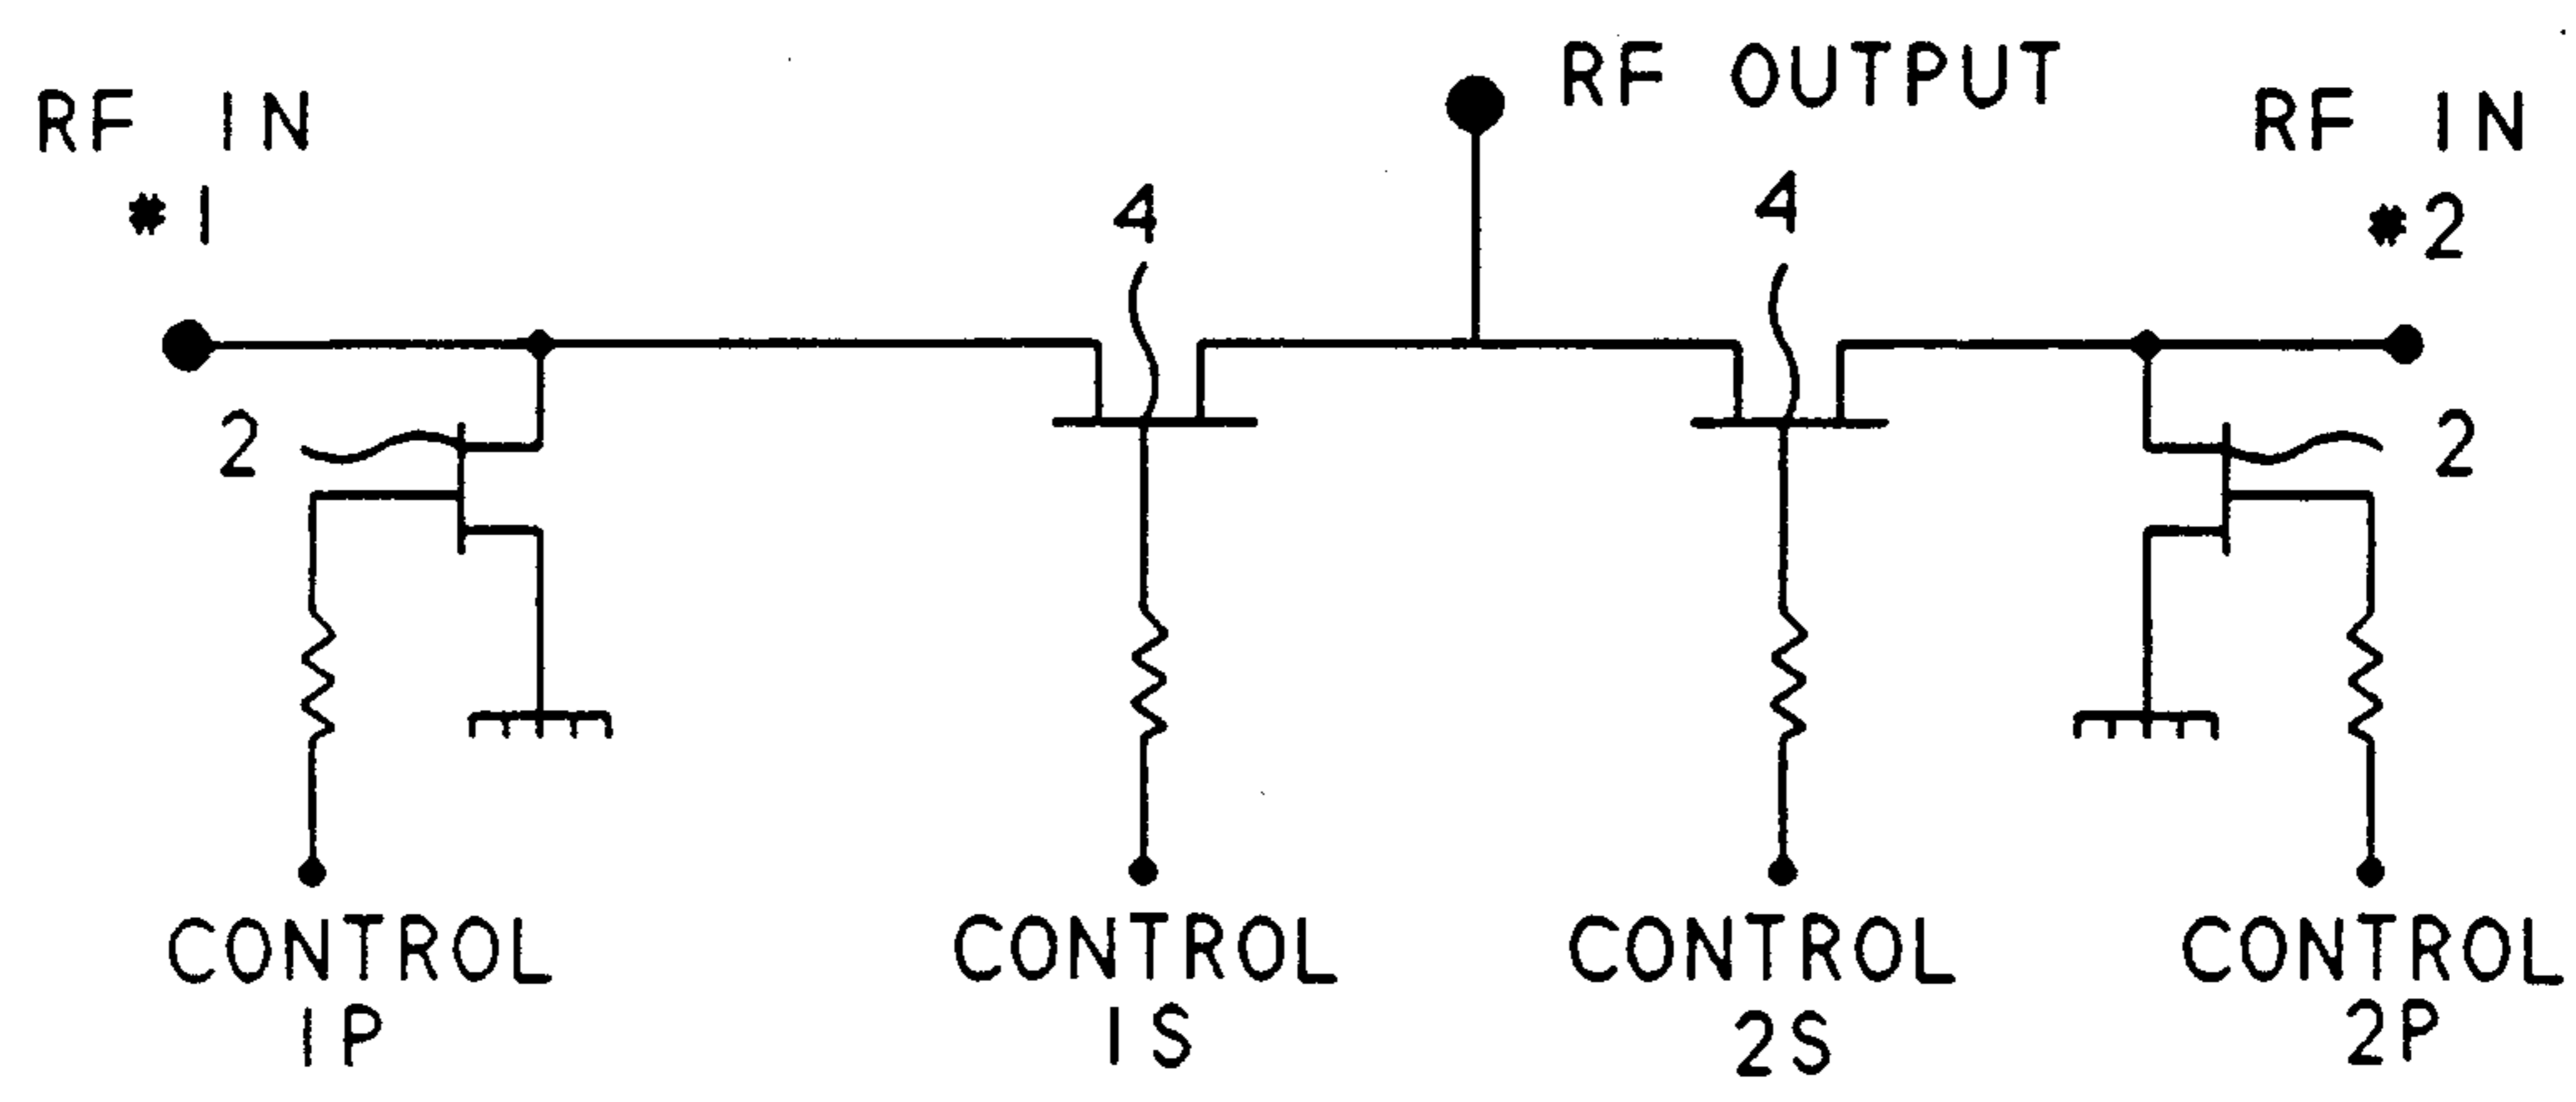 RF OUTPUT
RF IN
*1
RF IN
*2
4
4
2
2
CONTROL
1P
CONTROL
1S
CONTROL
2S
CONTROL
2P